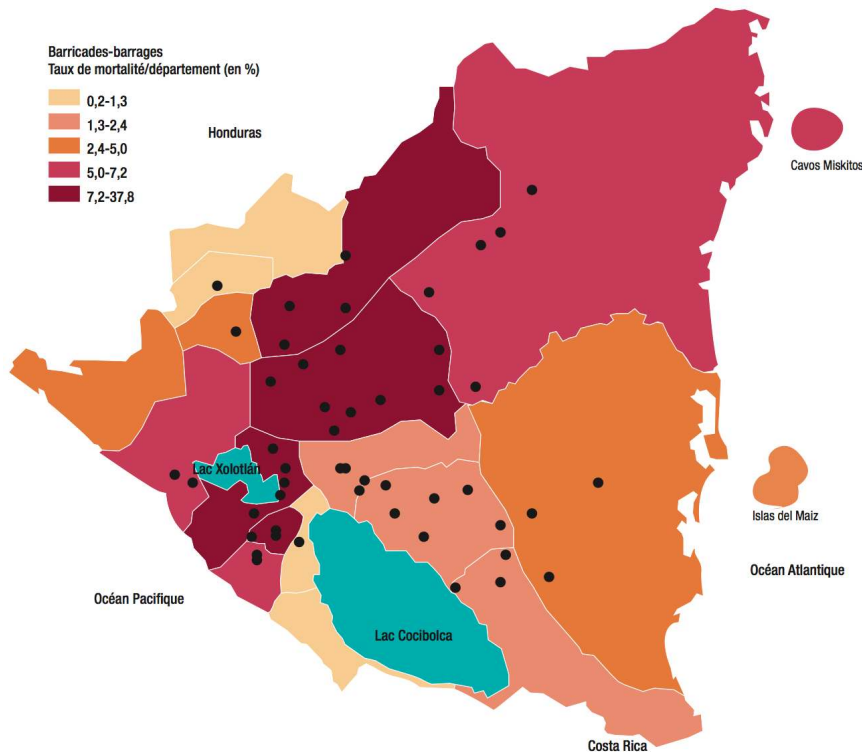 Barricades-barrages
Taux de mortalité/département (en %)
0,2-1,3
1,3-2,4
2,4-5,0
5,0-7,2
7,2-37,8
Honduras
Cavos Miskitos
Lac Xolotlán
Islas del Maiz
Océan Atlantique
Océan Pacifique
Lac Cocibolca
Costa Rica